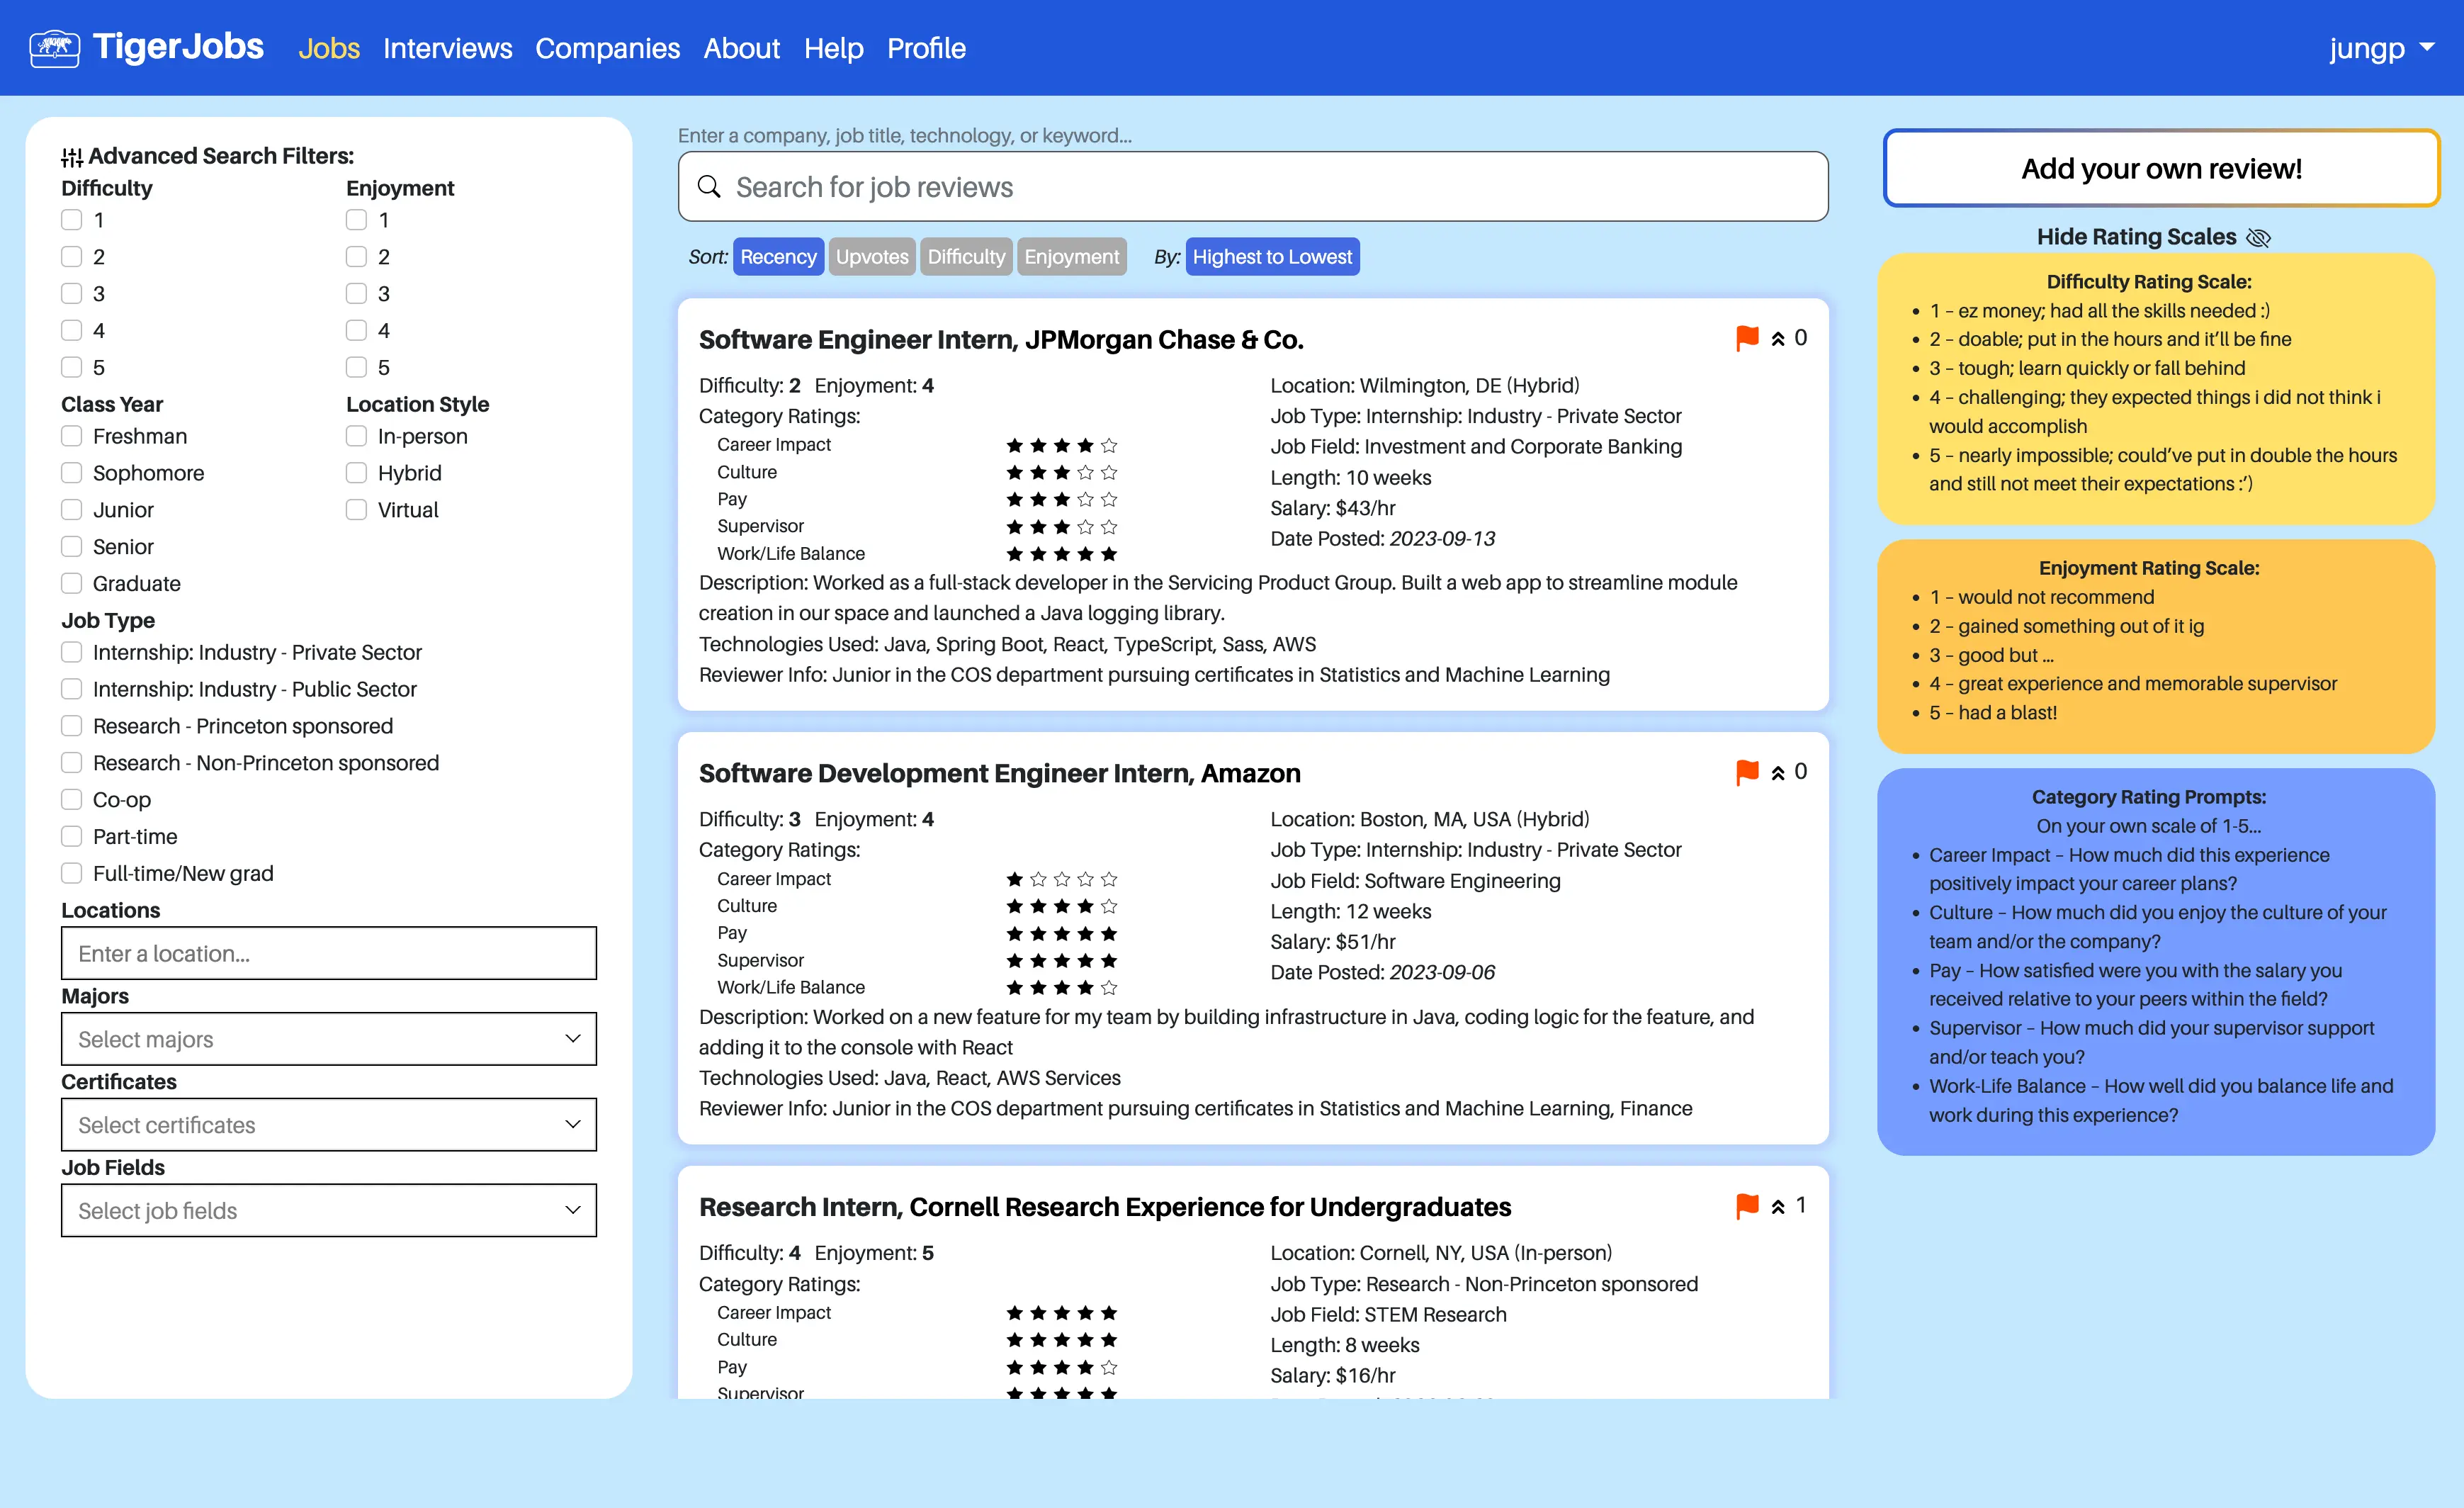 TigerJobs Jobs Interviews Companies About Help Profile jungp
Advanced Search Filters:
Difficulty Enjoyment
1 1
2 2
3 3
4 4
5 5
Class Year Location Style
Freshman In-person
Sophomore Hybrid
Junior Virtual
Senior
Graduate
Job Type
Internship: Industry - Private Sector
Internship: Industry - Public Sector
Research - Princeton sponsored
Research - Non-Princeton sponsored
Co-op
Part-time
Full-time/New grad
Locations
Enter a location...
Majors
Select majors
Certificates
Select certificates
Job Fields
Select job fields
Enter a company, job title, technology, or keyword...
Search for job reviews
Sort: Recency Upvotes Difficulty Enjoyment By: Highest to Lowest
Software Engineer Intern, JPMorgan Chase & Co. 0
Difficulty: 2 Enjoyment: 4
Category Ratings:
Career Impact
Culture
Pay
Supervisor
Work/Life Balance
Location: Wilmington, DE (Hybrid)
Job Type: Internship: Industry - Private Sector
Job Field: Investment and Corporate Banking
Length: 10 weeks
Salary: $43/hr
Date Posted: 2023-09-13
Description: Worked as a full-stack developer in the Servicing Product Group. Built a web app to streamline module
creation in our space and launched a Java logging library.
Technologies Used: Java, Spring Boot, React, TypeScript, Sass, AWS
Reviewer Info: Junior in the COS department pursuing certificates in Statistics and Machine Learning
Software Development Engineer Intern, Amazon 0
Difficulty: 3 Enjoyment: 4
Category Ratings:
Career Impact
Culture
Pay
Supervisor
Work/Life Balance
Location: Boston, MA, USA (Hybrid)
Job Type: Internship: Industry - Private Sector
Job Field: Software Engineering
Length: 12 weeks
Salary: $51/hr
Date Posted: 2023-09-06
Description: Worked on a new feature for my team by building infrastructure in Java, coding logic for the feature, and
adding it to the console with React
Technologies Used: Java, React, AWS Services
Reviewer Info: Junior in the COS department pursuing certificates in Statistics and Machine Learning, Finance
Research Intern, Cornell Research Experience for Undergraduates 1
Difficulty: 4 Enjoyment: 5
Category Ratings:
Career Impact
Culture
Pay
Supervisor
Location: Cornell, NY, USA (In-person)
Job Type: Research - Non-Princeton sponsored
Job Field: STEM Research
Length: 8 weeks
Salary: $16/hr
Add your own review!
Hide Rating Scales
Difficulty Rating Scale:
• 1 – ez money; had all the skills needed :)
• 2 – doable; put in the hours and it'll be fine
• 3 – tough; learn quickly or fall behind
• 4 – challenging; they expected things i did not think i
would accomplish
• 5 – nearly impossible; could've put in double the hours
and still not meet their expectations :')
Enjoyment Rating Scale:
• 1 – would not recommend
• 2 – gained something out of it ig
• 3 – good but ...
• 4 – great experience and memorable supervisor
• 5 – had a blast!
Category Rating Prompts:
On your own scale of 1-5...
• Career Impact – How much did this experience
positively impact your career plans?
• Culture – How much did you enjoy the culture of your
team and/or the company?
• Pay – How satisfied were you with the salary you
received relative to your peers within the field?
• Supervisor – How much did your supervisor support
and/or teach you?
• Work-Life Balance – How well did you balance life and
work during this experience?